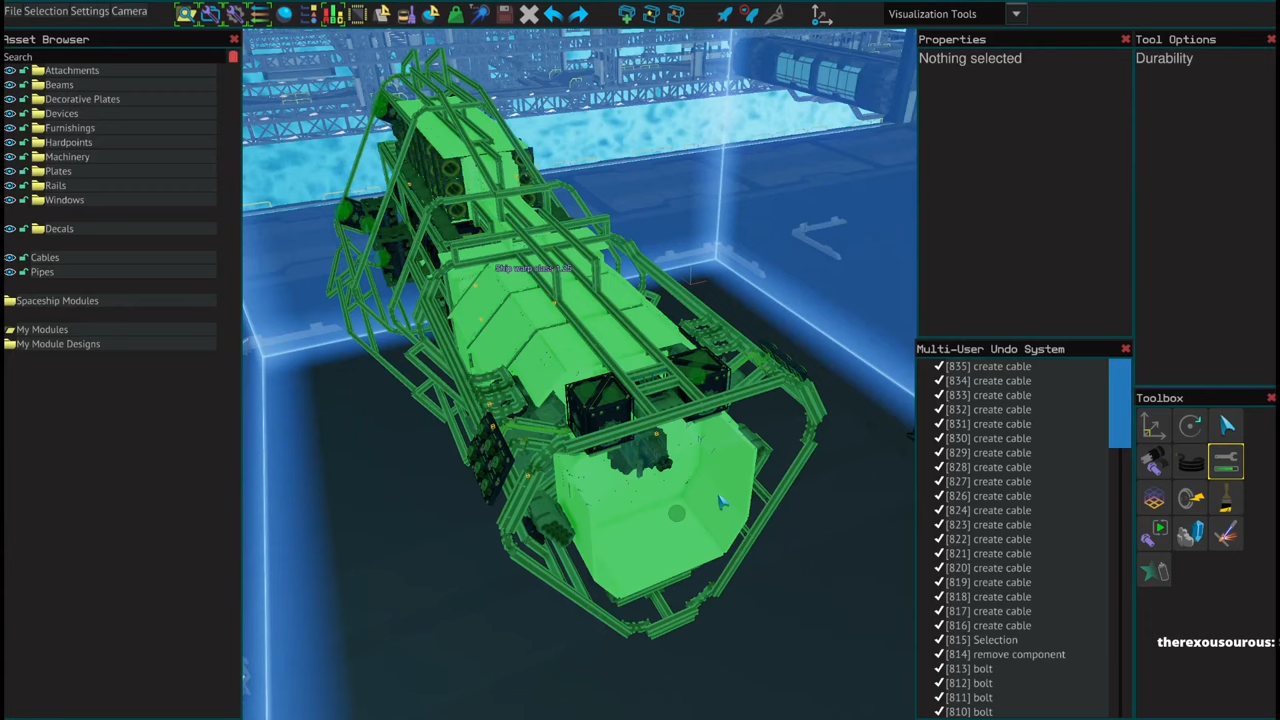 File Selection Settings Camera
Visualization Tools
Asset Browser
Search
Attachments
Beams
Decorative Plates
Devices
Furnishings
Hardpoints
Machinery
Plates
Rails
Windows
Decals
Cables
Pipes
Spaceship Modules
My Modules
My Module Designs
Ship warp class
Properties
Nothing selected
Tool Options
Durability
Multi-User Undo System
[835] create cable
[834] create cable
[833] create cable
[832] create cable
[831] create cable
[830] create cable
[829] create cable
[828] create cable
[827] create cable
[826] create cable
[824] create cable
[823] create cable
[822] create cable
[821] create cable
[820] create cable
[819] create cable
[818] create cable
[817] create cable
[816] create cable
[815] Selection
[814] remove component
[813] bolt
[812] bolt
[811] bolt
[810] bolt
Toolbox
therexousourous: